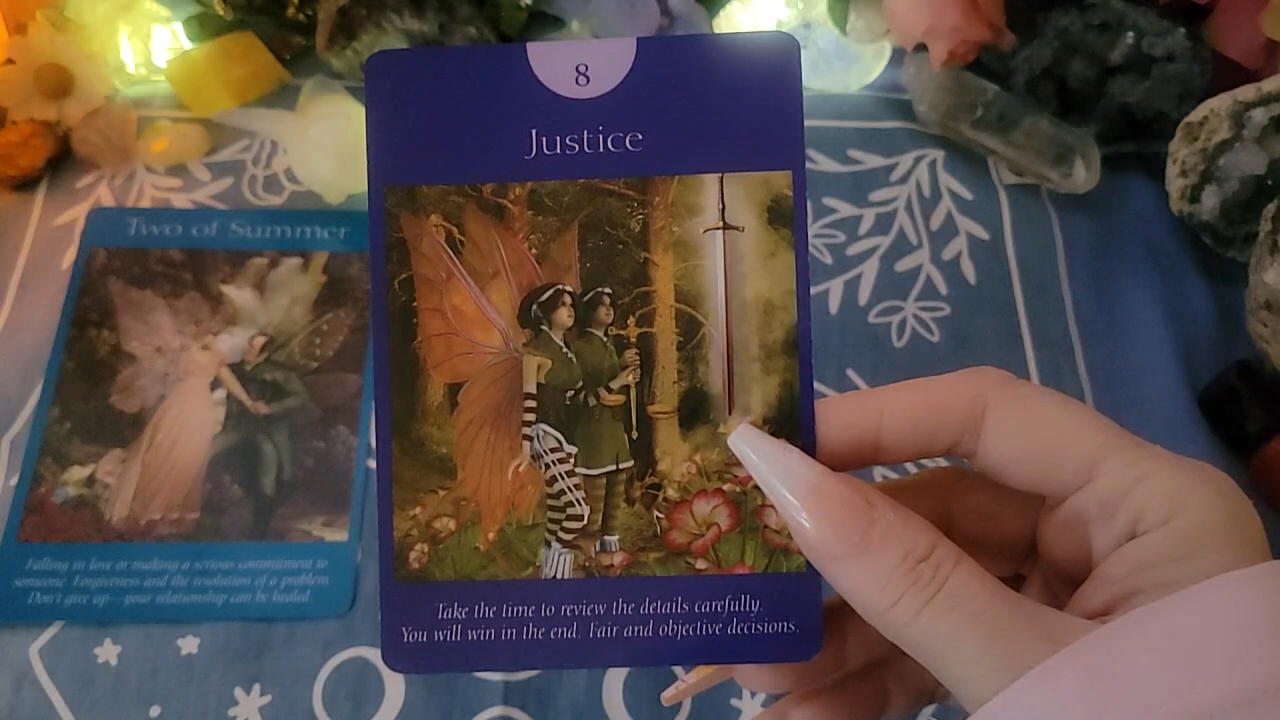 8
Justice
Take the time to review the details carefully.
You will win in the end. Fair and objective decisions.
Two of Summer
Falling in love or making a serious commitment to
someone. Forgiveness and the resolution of a problem.
Don't give up—your relationship can be healed.